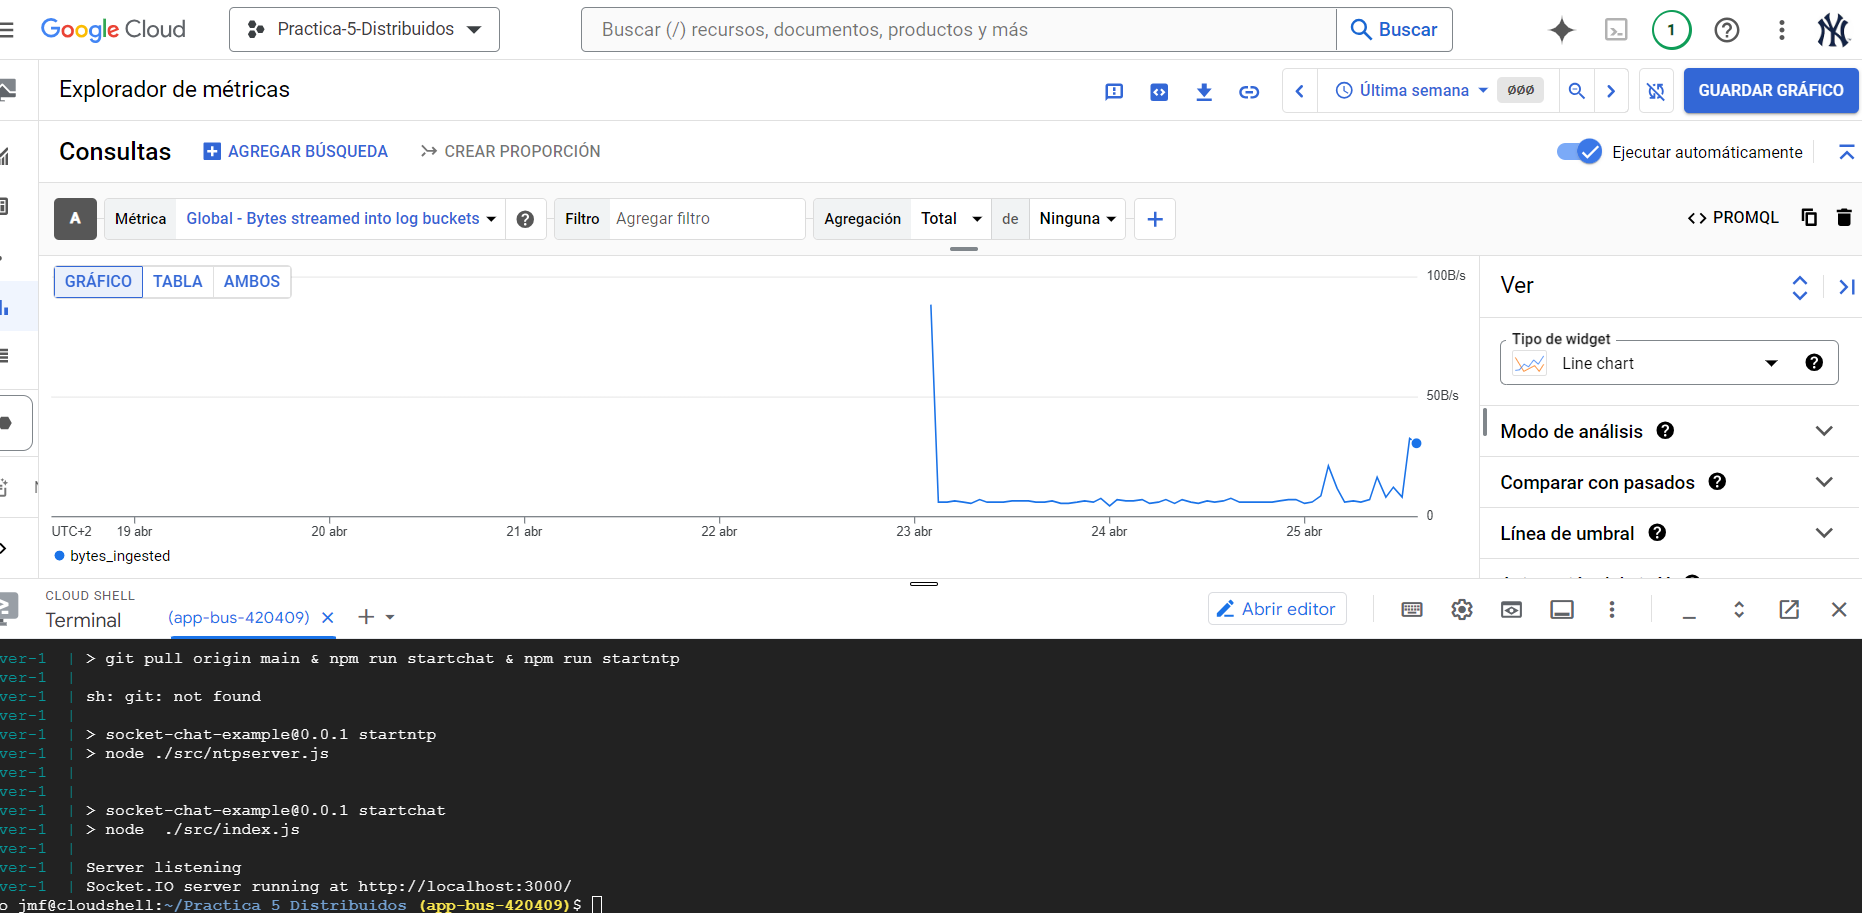 Google Cloud
Practica-5-Distribuidos
Buscar (/) recursos, documentos, productos y más
Buscar
1
Explorador de métricas
Última semana
GUARDAR GRÁFICO
Consultas
AGREGAR BÚSQUEDA
CREAR PROPORCIÓN
Ejecutar automáticamente
A
Métrica
Global - Bytes streamed into log buckets
Filtro
Agregar filtro
Agregación
Total
de
Ninguna
PROMQL
GRÁFICO
TABLA
AMBOS
100B/s
50B/s
0
UTC+2
19 abr
20 abr
21 abr
22 abr
23 abr
24 abr
25 abr
bytes_ingested
Ver
Tipo de widget
Line chart
Modo de análisis
Comparar con pasados
Línea de umbral
CLOUD SHELL
Terminal
(app-bus-420409)
Abrir editor
ver-1 | > git pull origin main & npm run startchat & npm run startntp
ver-1 |
ver-1 | sh: git: not found
ver-1 |
ver-1 | > socket-chat-example@0.0.1 startntp
ver-1 | > node ./src/ntpserver.js
ver-1 |
ver-1 |
ver-1 | > socket-chat-example@0.0.1 startchat
ver-1 | > node  ./src/index.js
ver-1 |
ver-1 | Server listening
ver-1 | Socket.IO server running at http://localhost:3000/
o jmf@cloudshell:~/Practica 5 Distribuidos (app-bus-420409)$